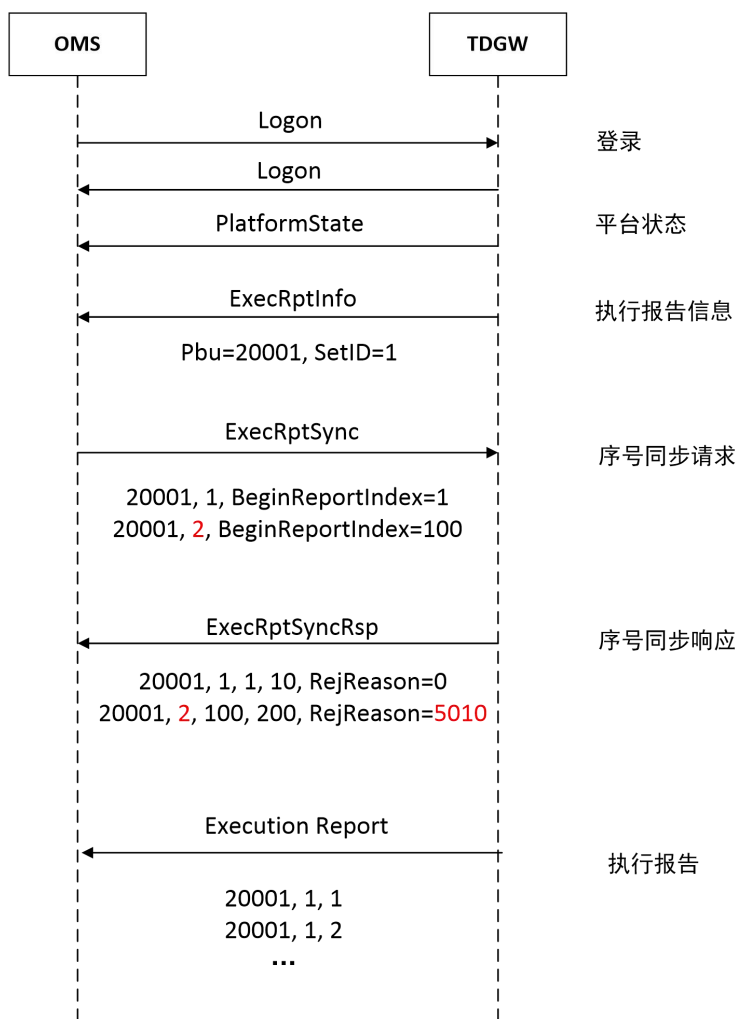 OMS
TDGW
Logon
登录
Logon
PlatformState
平台状态
ExecRptInfo
执行报告信息
Pbu=20001, SetID=1
ExecRptSync
序号同步请求
20001, 1, BeginReportIndex=1
20001, 2, BeginReportIndex=100
ExecRptSyncRsp
序号同步响应
20001, 1, 1, 10, RejReason=0
20001, 2, 100, 200, RejReason=5010
Execution Report
执行报告
20001, 1, 1
20001, 1, 2
...